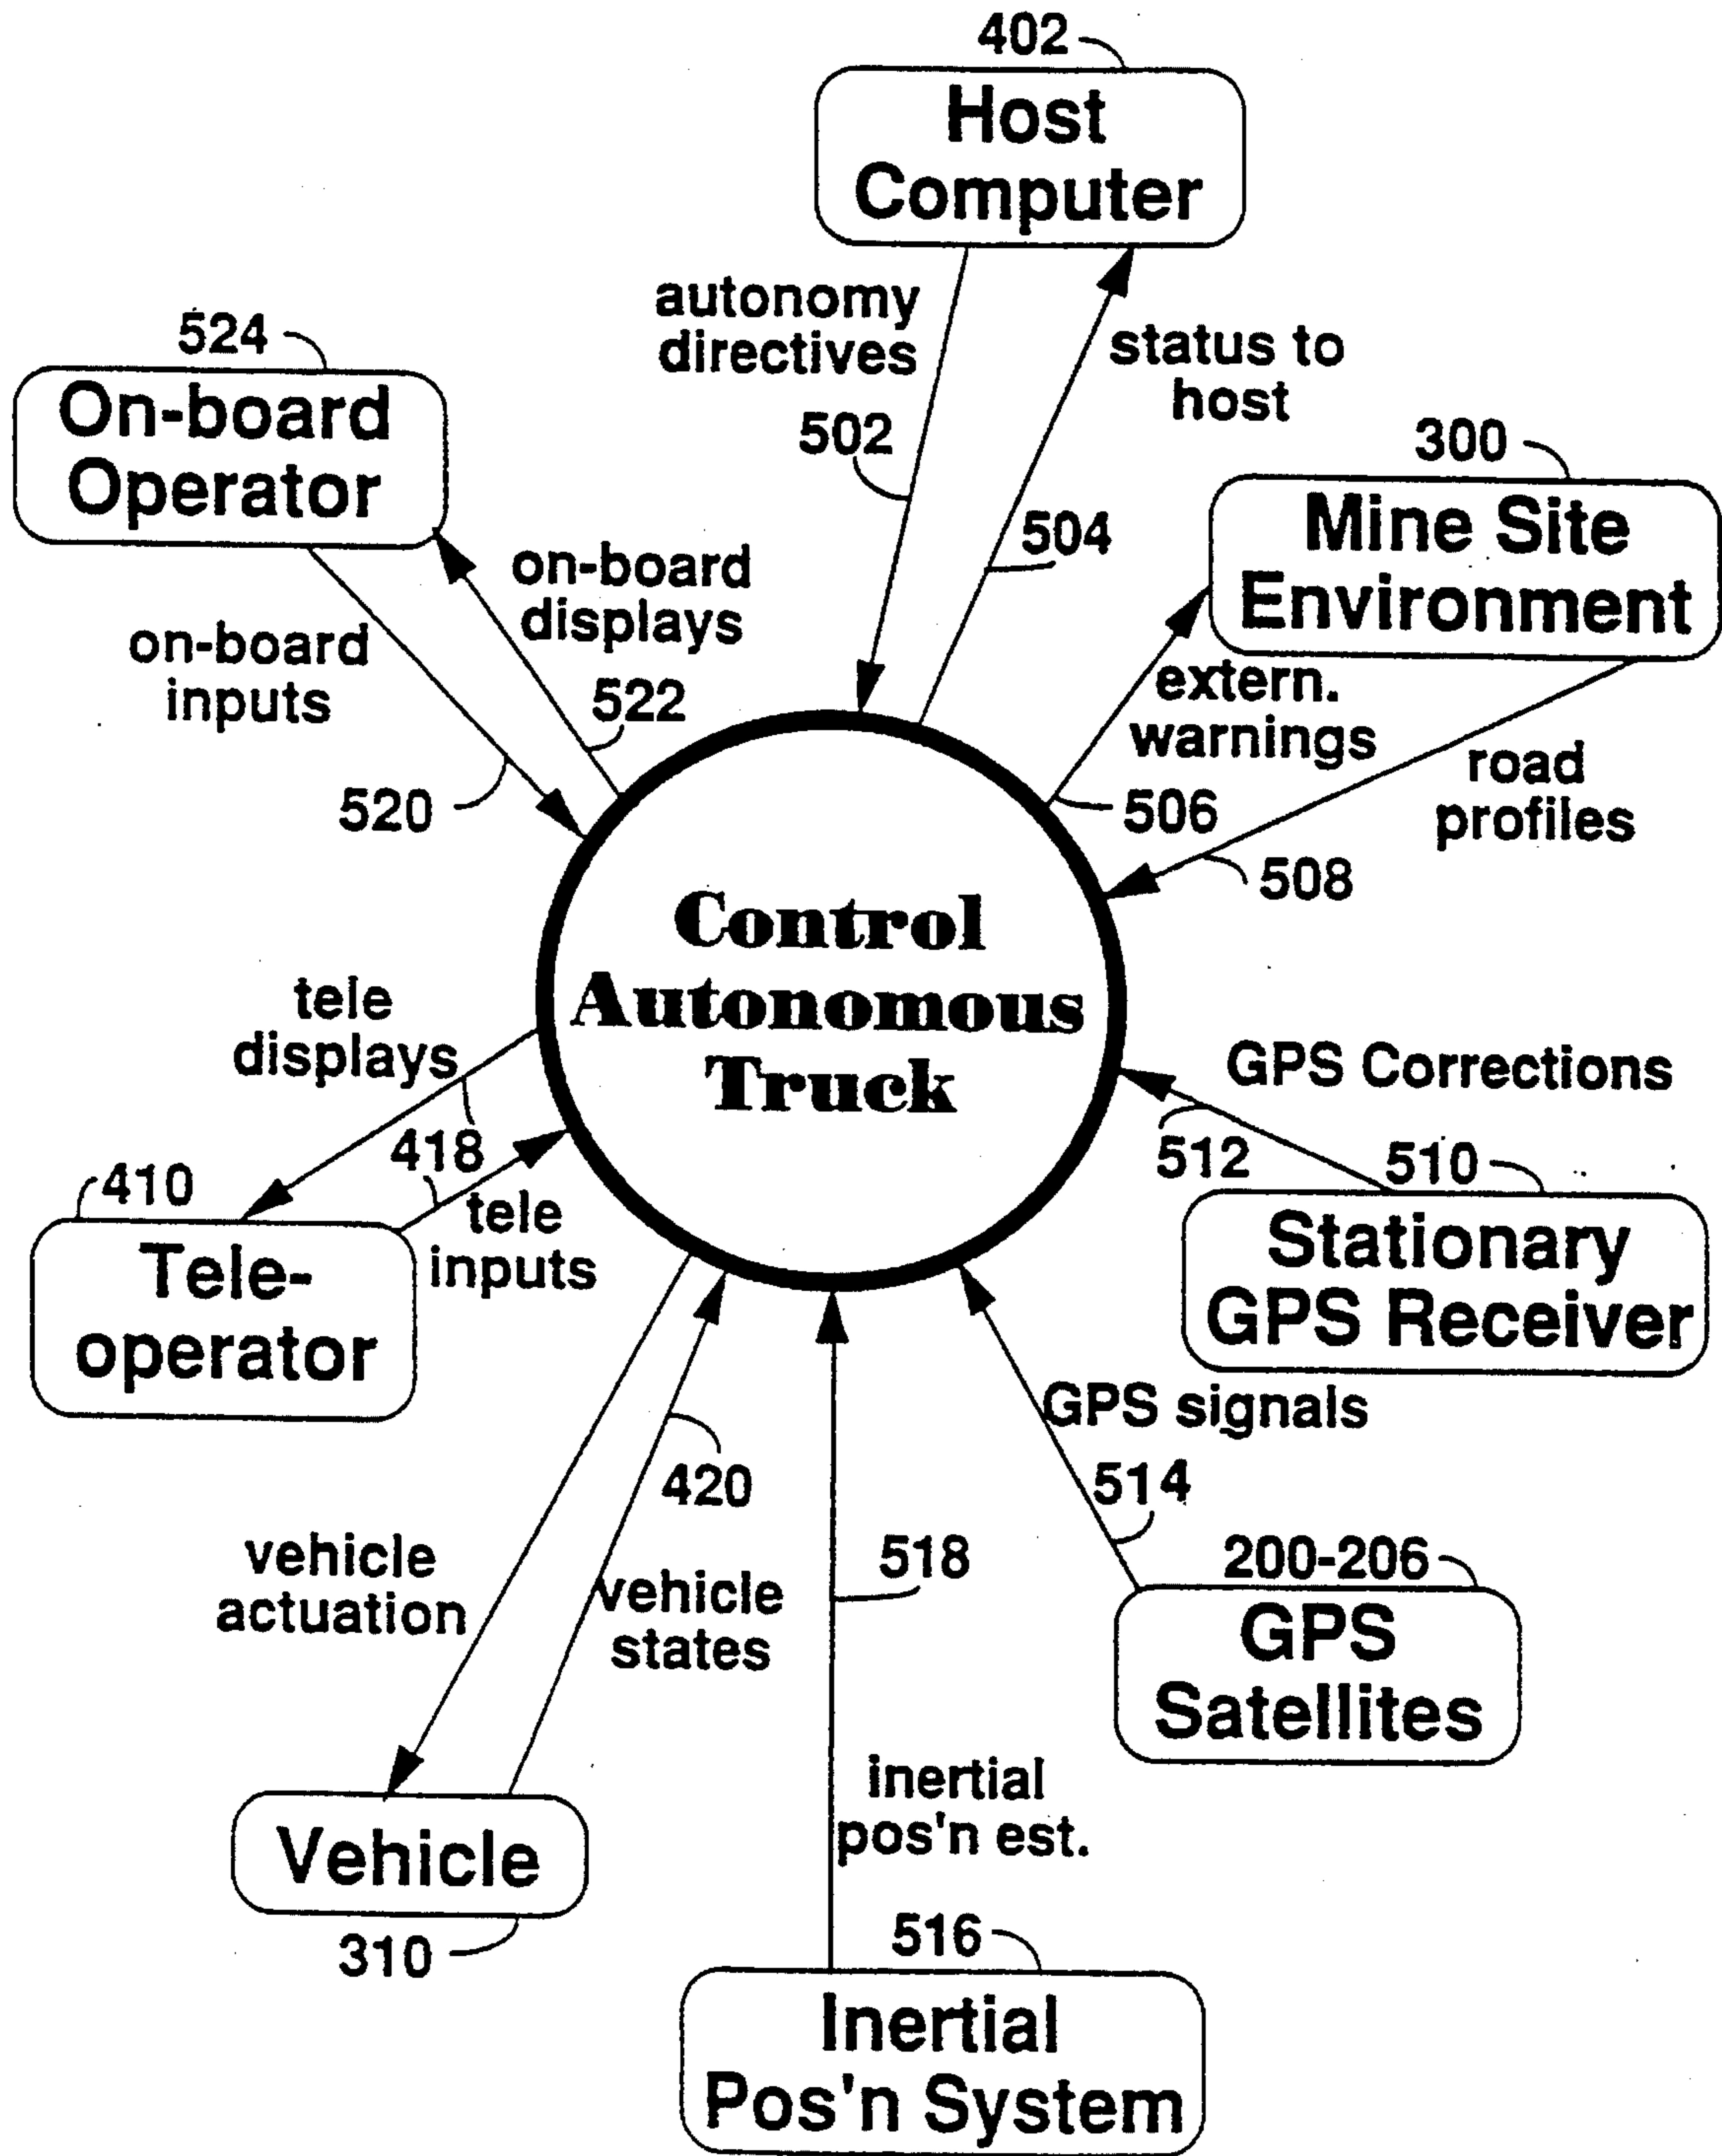 402
Host
Computer
autonomy
directives
502
status to
host
504
524
On-board
Operator
on-board
displays
522
on-board
inputs
520
300
Mine Site
Environment
extern.
warnings
506
road
profiles
508
Control
Autonomous
Truck
tele
displays
418
410
Tele-
operator
tele
inputs
GPS Corrections
512
510
Stationary
GPS Receiver
GPS signals
514
200-206
GPS
Satellites
420
vehicle
actuation
vehicle
states
Vehicle
310
518
inertial
pos'n est.
516
Inertial
Pos'n System